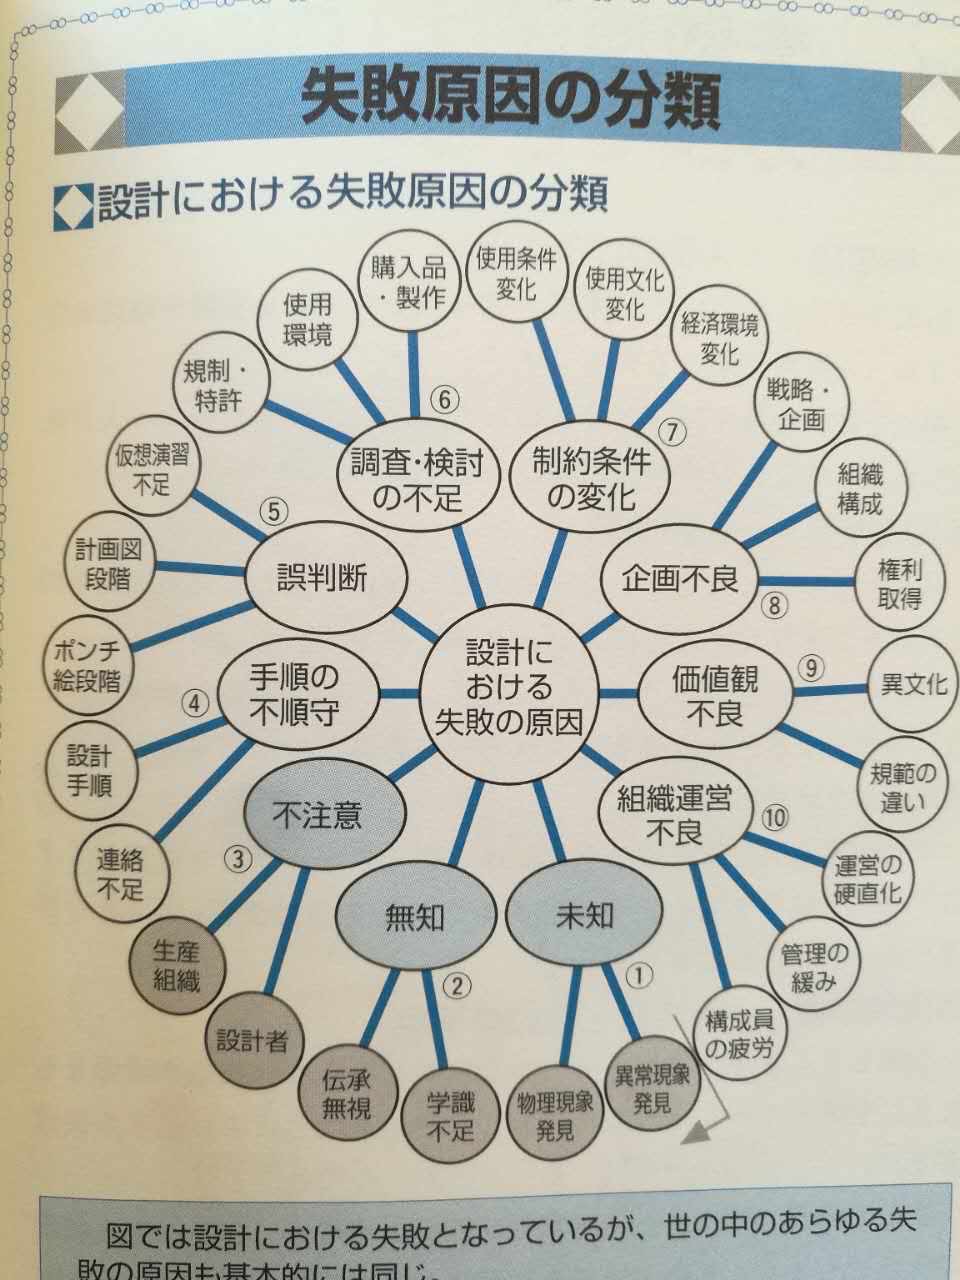 失敗原因の分類
設計における失敗原因の分類
設計に
おける
失敗の原因
未知
①
異常現象
発見
物理現象
発見
無知
②
学識
不足
伝承
無視
不注意
③
設計者
生産
組織
手順の
不順守
④
連絡
不足
設計
手順
誤判断
⑤
ポンチ
絵段階
計画図
段階
仮想演習
不足
調査・検討
の不足
⑥
規制・
特許
使用
環境
購入品
・製作
制約条件
の変化
⑦
使用条件
変化
使用文化
変化
経済環境
変化
企画不良
⑧
戦略・
企画
組織
構成
権利
取得
価値観
不良
⑨
異文化
規範の
違い
組織運営
不良
⑩
運営の
硬直化
管理の
緩み
構成員
の疲労
図では設計における失敗となっているが、世の中のあらゆる失
敗の原因も基本的には同じ。